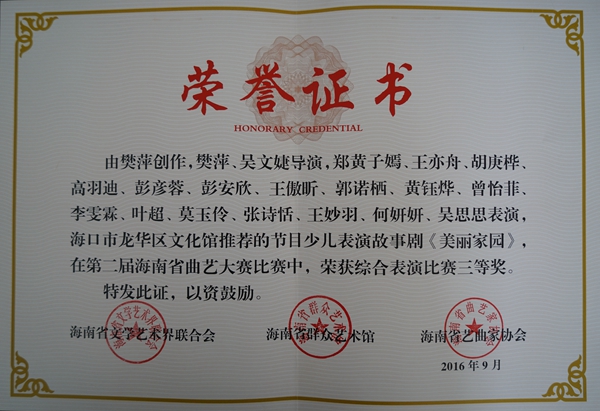 荣誉证书
HONORARY CREDENTIAL
由樊萍创作，樊萍、吴文婕导演，郑黄子嫣、王亦舟、胡庚桦、
高羽迪、彭彦蓉、彭安欣、王傲昕、郭诺栖、黄钰烨、曾怡菲、
李雯霖、叶超、莫玉伶、张诗恬、王妙羽、何妍妍、吴思思表演，
海口市龙华区文化馆推荐的节目少儿表演故事剧《美丽家园》，
在第二届海南省曲艺大赛比赛中，荣获综合表演比赛三等奖。
特发此证，以资鼓励。
海南省文学艺术界联合会 海南省群众艺术馆 海南省艺曲家协会
2016 年 9 月